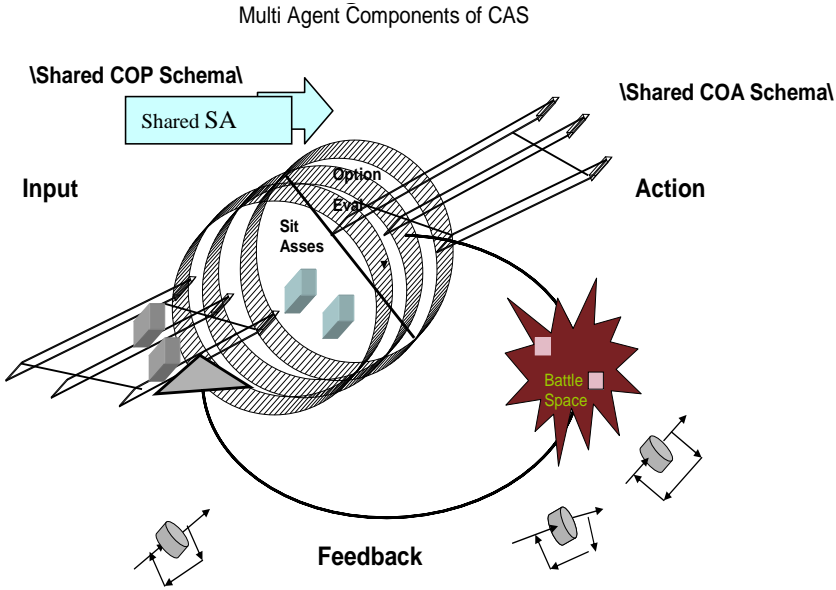 Multi Agent Components of CAS
\Shared COP Schema\
\Shared COA Schema\
Shared SA
Option
Input
Action
Eval
Sit
Asses
Battle
Space
Feedback